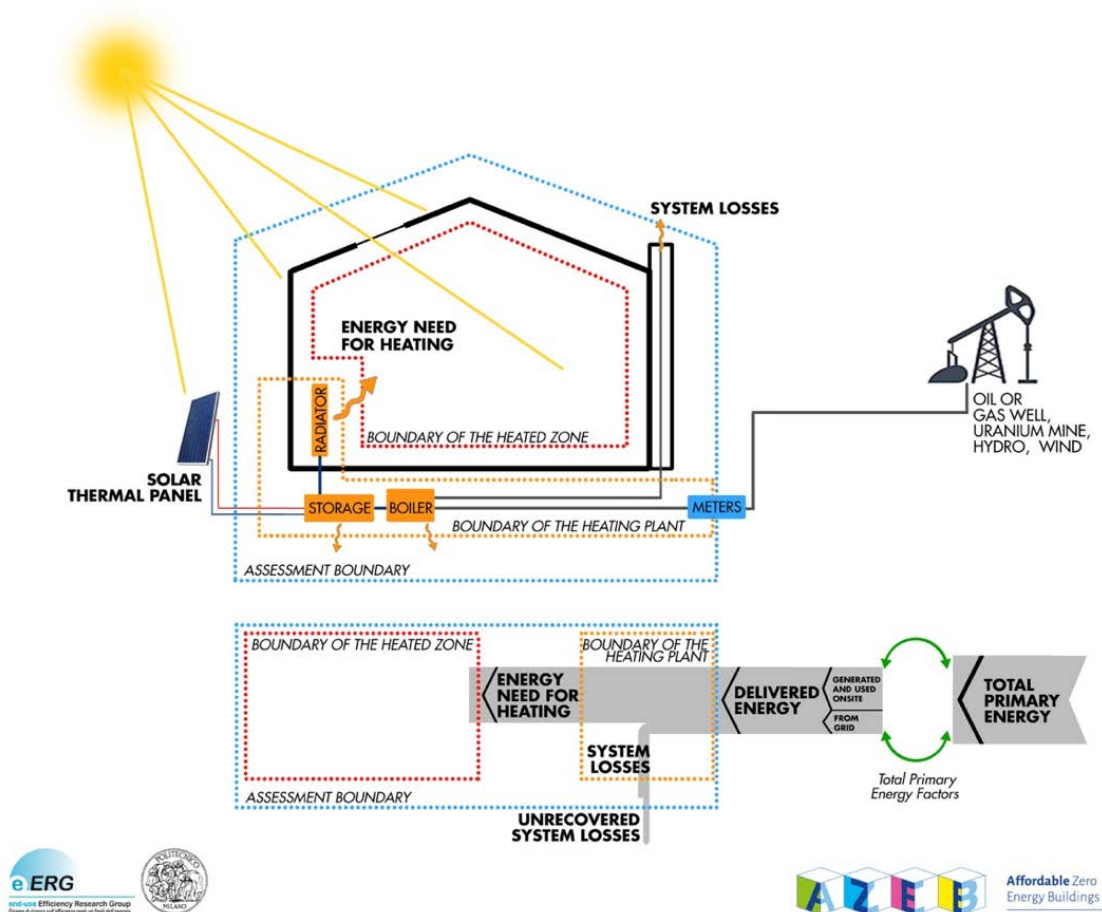 SYSTEM LOSSES
ENERGY NEED
FOR HEATING
RADIATOR
BOUNDARY OF THE HEATED ZONE
OIL OR
GAS WELL,
URANIUM MINE,
HYDRO, WIND
SOLAR
THERMAL PANEL
STORAGE
BOILER
METERS
BOUNDARY OF THE HEATING PLANT
ASSESSMENT BOUNDARY
BOUNDARY OF THE HEATED ZONE
BOUNDARY OF THE
HEATING PLANT
ENERGY
NEED FOR
HEATING
DELIVERED
ENERGY
GENERATED
AND USED
ONSITE
FROM
GRID
TOTAL
PRIMARY
ENERGY
SYSTEM
LOSSES
Total Primary
Energy Factors
ASSESSMENT BOUNDARY
UNRECOVERED
SYSTEM LOSSES
eERG
end-use Efficiency Research Group
POLITECNICO
MILANO
AZEB
Affordable Zero
Energy Buildings